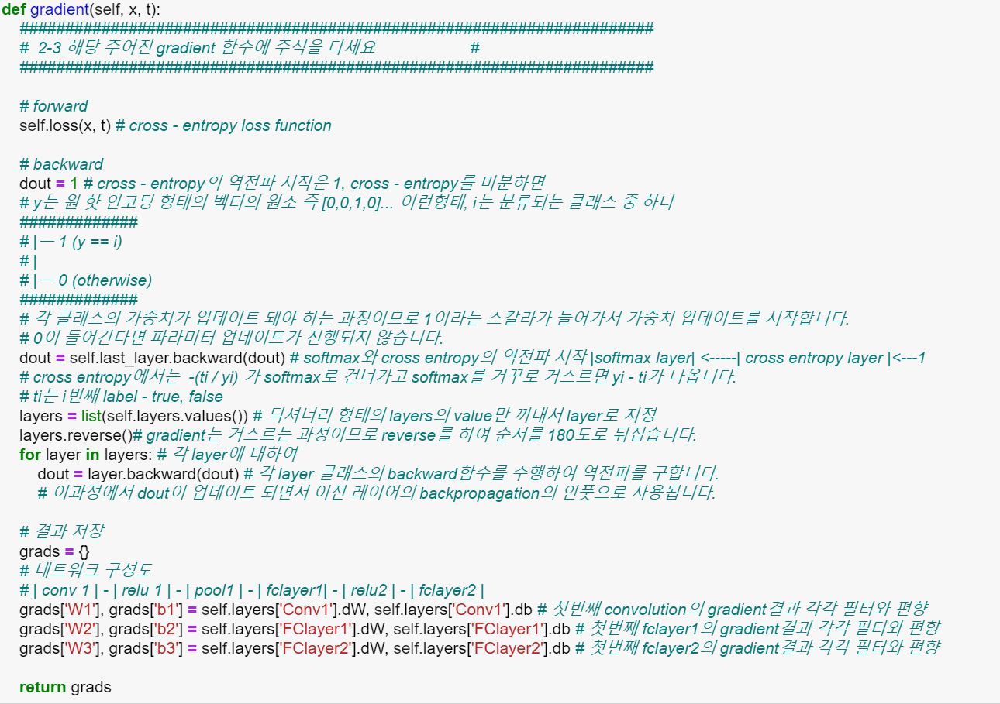 def gradient(self, x, t):
######################################################################
# 2-3 해당 주어진 gradient 함수에 주석을 다세요 #
######################################################################
# forward
self.loss(x, t) # cross - entropy loss function
# backward
dout = 1 # cross - entropy의 역전파 시작은 1, cross - entropy를 미분하면
# y는 원 핫 인코딩 형태의 벡터의 원소 즉 [0,0,1,0]... 이런형태, i는 분류되는 클래스 중 하나
#############
# |ㅡ 1 (y == i)
# |
# |ㅡ 0 (otherwise)
#############
# 각 클래스의 가중치가 업데이트 돼야 하는 과정이므로 1이라는 스칼라가 들어가서 가중치 업데이트를 시작합니다.
# 0이 들어간다면 파라미터 업데이트가 진행되지 않습니다.
dout = self.last_layer.backward(dout) # softmax와 cross entropy의 역전파 시작 |softmax layer| <-----| cross entropy layer |<---1
# cross entropy에서는 -(ti / yi) 가 softmax로 건너가고 softmax를 거꾸로 거스르면 yi - ti가 나옵니다.
# ti는 i번째 label - true, false
layers = list(self.layers.values()) # 딕셔너리 형태의 layers의 value만 꺼내서 layer로 지정
layers.reverse()# gradient는 거스르는 과정이므로 reverse를 하여 순서를 180도로 뒤집습니다.
for layer in layers: # 각 layer에 대하여
dout = layer.backward(dout) # 각 layer 클래스의 backward함수를 수행하여 역전파를 구합니다.
# 이과정에서 dout이 업데이트 되면서 이전 레이어의 backpropagation의 인풋으로 사용됩니다.
# 결과 저장
grads = {}
# 네트워크 구성도
# | conv 1 | - | relu 1 | - | pool1 | - | fclayer1| - | relu2 | - | fclayer2 |
grads['W1'], grads['b1'] = self.layers['Conv1'].dW, self.layers['Conv1'].db # 첫번째 convolution의 gradient결과 각각 필터와 편향
grads['W2'], grads['b2'] = self.layers['FClayer1'].dW, self.layers['FClayer1'].db # 첫번째 fclayer1의 gradient결과 각각 필터와 편향
grads['W3'], grads['b3'] = self.layers['FClayer2'].dW, self.layers['FClayer2'].db # 첫번째 fclayer2의 gradient결과 각각 필터와 편향
return grads